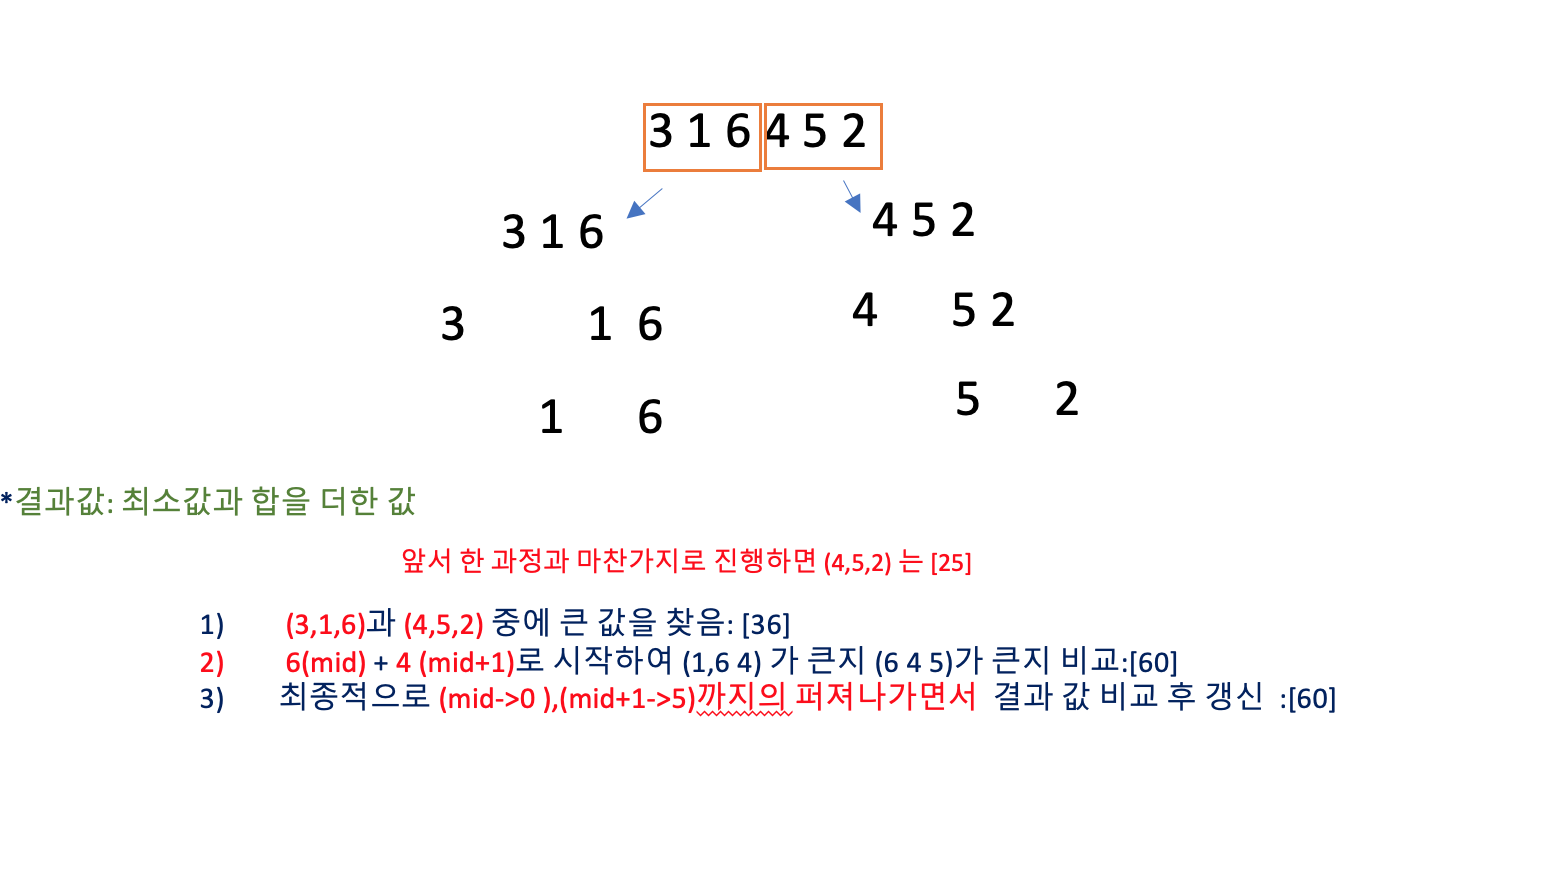 3 1 6 4 5 2
3 1 6 4 5 2
3 1 6 4 5 2
1 6 5 2
*결과값: 최소값과 합을 더한 값
앞서 한 과정과 마찬가지로 진행하면 (4,5,2) 는 [25]
1) (3,1,6)과 (4,5,2) 중에 큰 값을 찾음: [36]
2) 6(mid) + 4 (mid+1)로 시작하여 (1,6 4) 가 큰지 (6 4 5)가 큰지 비교:[60]
3) 최종적으로 (mid->0 ),(mid+1->5)까지의 퍼져나가면서 결과 값 비교 후 갱신 :[60]